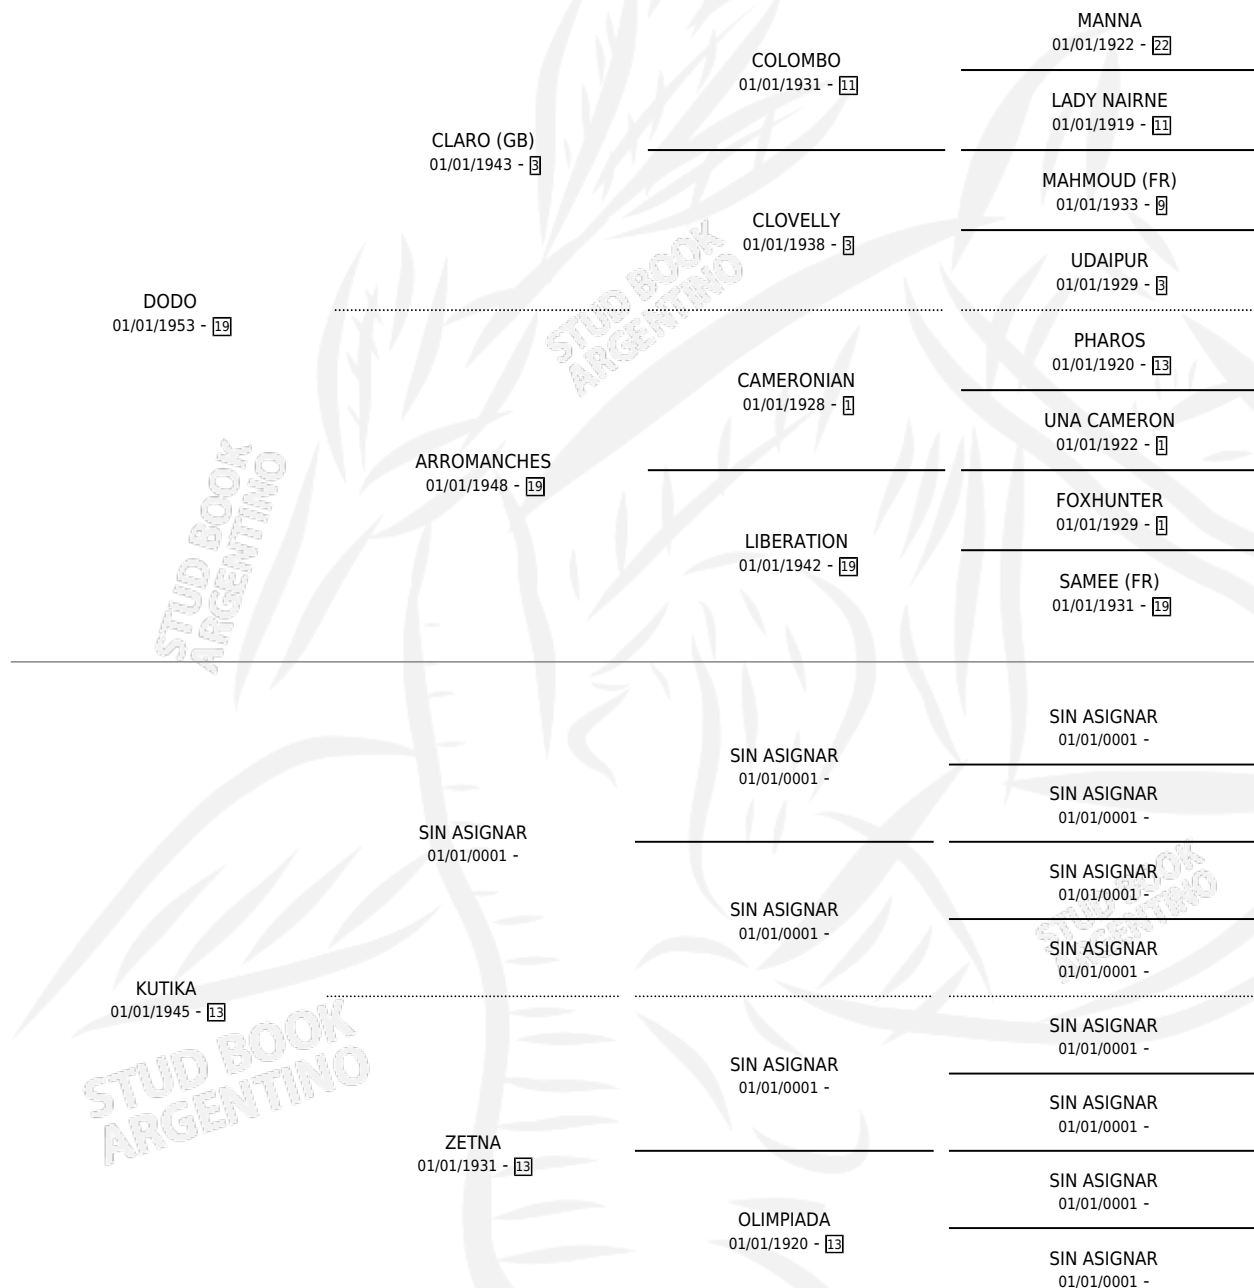 MANNA
01/01/1922 - 22
COLOMBO
01/01/1931 - 11
LADY NAIRNE
01/01/1919 - 11
CLARO (GB)
01/01/1943 - 3
MAHMOUD (FR)
01/01/1933 - 9
CLOVELLY
01/01/1938 - 3
UDAIPUR
01/01/1929 - 3
DODO
01/01/1953 - 19
STUD BOOK
ARGENTINO
PHAROS
01/01/1920 - 13
CAMERONIAN
01/01/1928 - 1
UNA CAMERON
01/01/1922 - 1
ARROMANCHES
01/01/1948 - 19
FOXHUNTER
01/01/1929 - 1
LIBERATION
01/01/1942 - 19
SAMEE (FR)
01/01/1931 - 19
STUD BOOK
ARGENTINO
SIN ASIGNAR
01/01/0001 -
SIN ASIGNAR
01/01/0001 -
SIN ASIGNAR
01/01/0001 -
SIN ASIGNAR
01/01/0001 -
SIN ASIGNAR
01/01/0001 -
SIN ASIGNAR
01/01/0001 -
SIN ASIGNAR
01/01/0001 -
STUD BOOK
ARGENTINO
KUTIKA
01/01/1945 - 13
STUD BOOK
ARGENTINO
SIN ASIGNAR
01/01/0001 -
SIN ASIGNAR
01/01/0001 -
SIN ASIGNAR
01/01/0001 -
ZETNA
01/01/1931 - 13
SIN ASIGNAR
01/01/0001 -
OLIMPIADA
01/01/1920 - 13
SIN ASIGNAR
01/01/0001 -